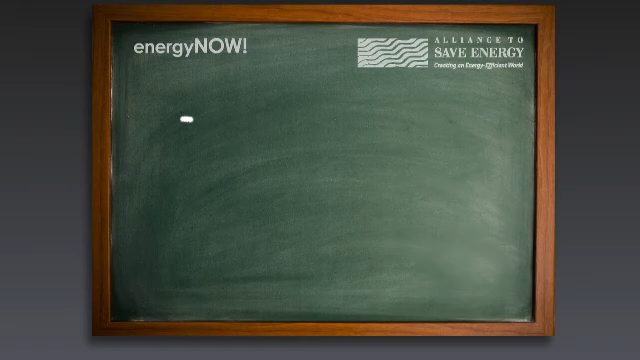 energyNOW!
ALLIANCE TO
SAVE ENERGY
Creating an Energy-Efficient World